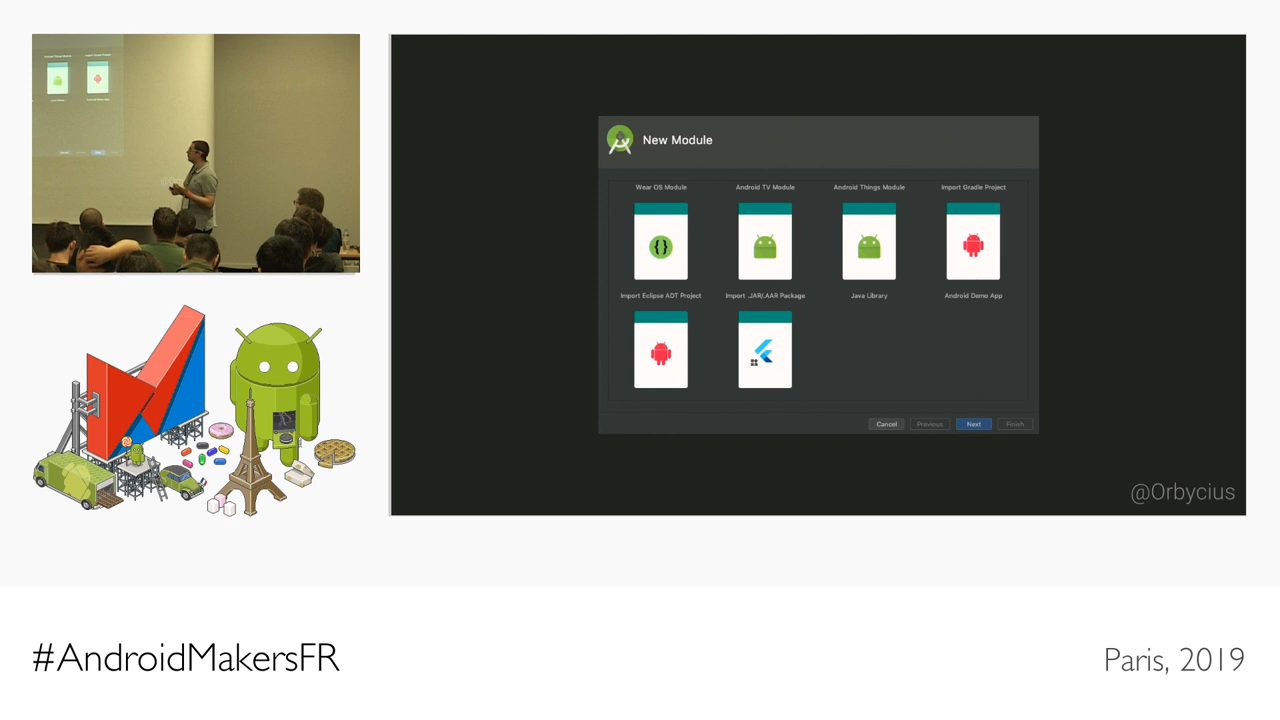 New Module
Wear OS Module
Android TV Module
Android Things Module
Import Gradle Project
{}
Import Eclipse ADT Project
Import .JAR/.AAR Package
Java Library
Android Demo App
Cancel
Previous
Next
Finish
@Orbycius
#AndroidMakersFR
Paris, 2019